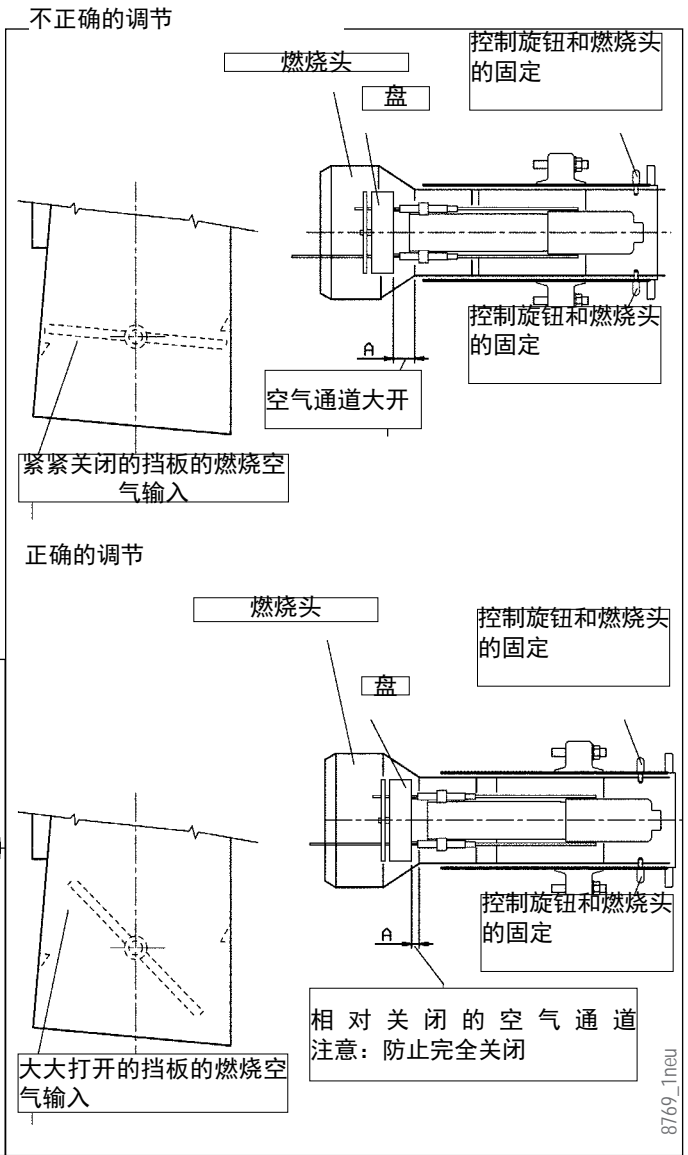 不正确的调节
燃烧头
盘
控制旋钮和燃烧头
的固定
控制旋钮和燃烧头
的固定
A
空气通道大开
紧紧关闭的挡板的燃烧空
气输入
正确的调节
燃烧头
盘
控制旋钮和燃烧头
的固定
控制旋钮和燃烧头
的固定
A
相对关闭的空气通道
注意：防止完全关闭
大大打开的挡板的燃烧空
气输入
8769_1neu